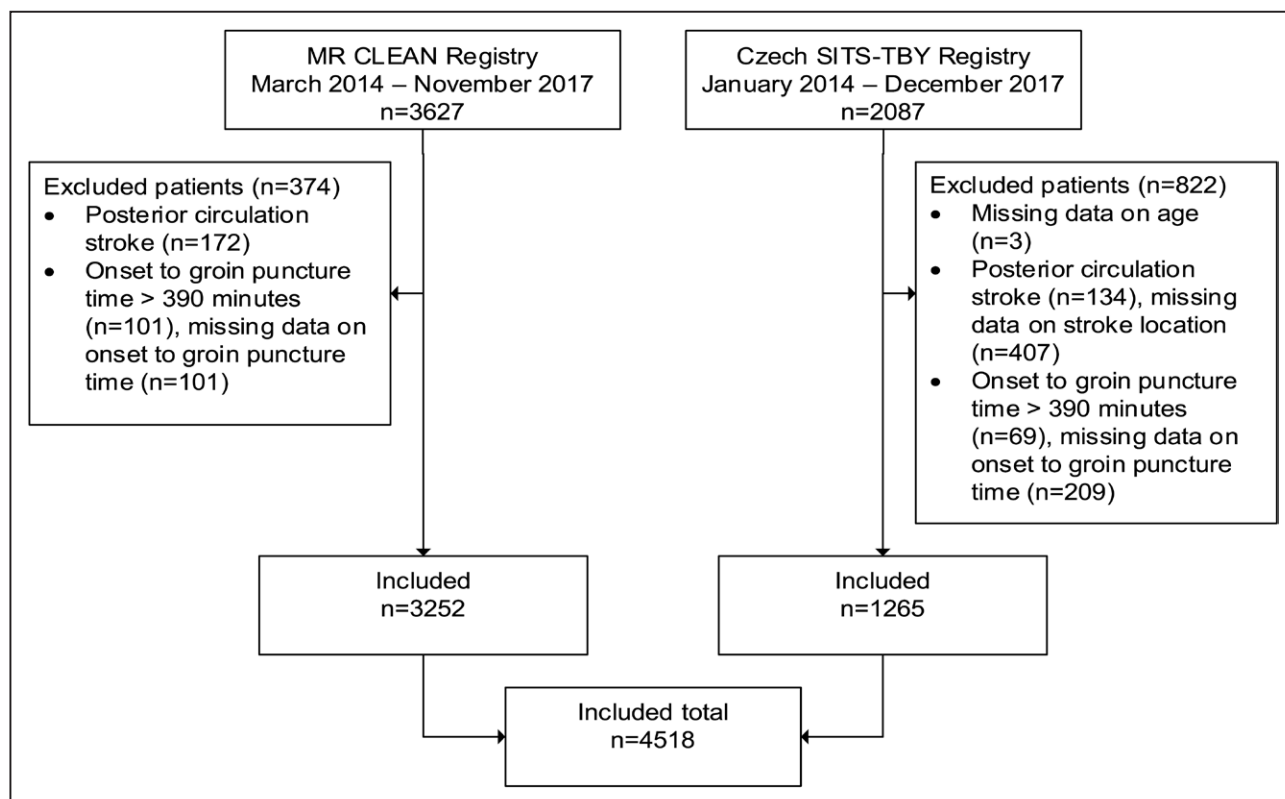 MR CLEAN Registry
March 2014 – November 2017
n=3627
Czech SITS-TBY Registry
January 2014 – December 2017
n=2087
Excluded patients (n=374)
• Posterior circulation
stroke (n=172)
• Onset to groin puncture
time > 390 minutes
(n=101), missing data on
onset to groin puncture
time (n=101)
Excluded patients (n=822)
• Missing data on age
(n=3)
• Posterior circulation
stroke (n=134), missing
data on stroke location
(n=407)
• Onset to groin puncture
time > 390 minutes
(n=69), missing data on
onset to groin puncture
time (n=209)
Included
n=3252
Included
n=1265
Included total
n=4518